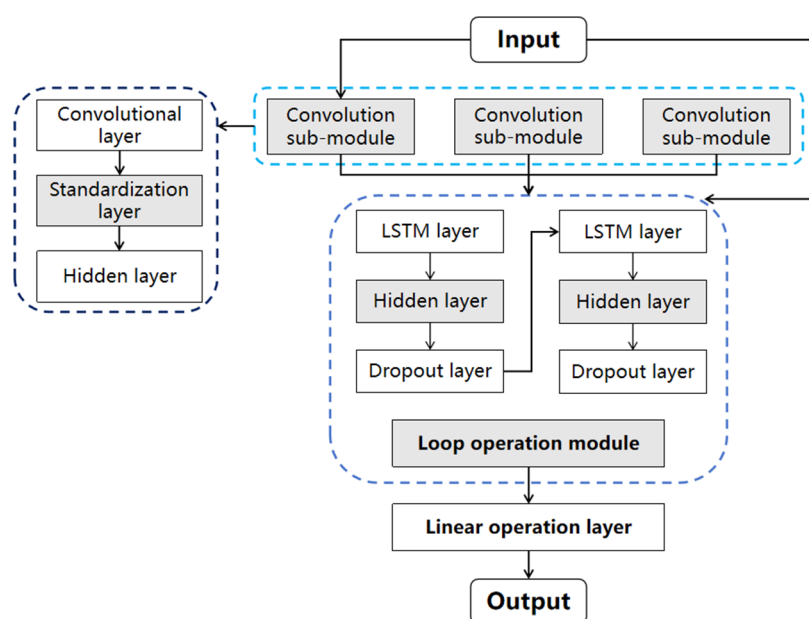 Input
Convolution
sub-module
Convolution
sub-module
Convolution
sub-module
Convolutional
layer
Standardization
layer
Hidden layer
LSTM layer
Hidden layer
Dropout layer
LSTM layer
Hidden layer
Dropout layer
Loop operation module
Linear operation layer
Output